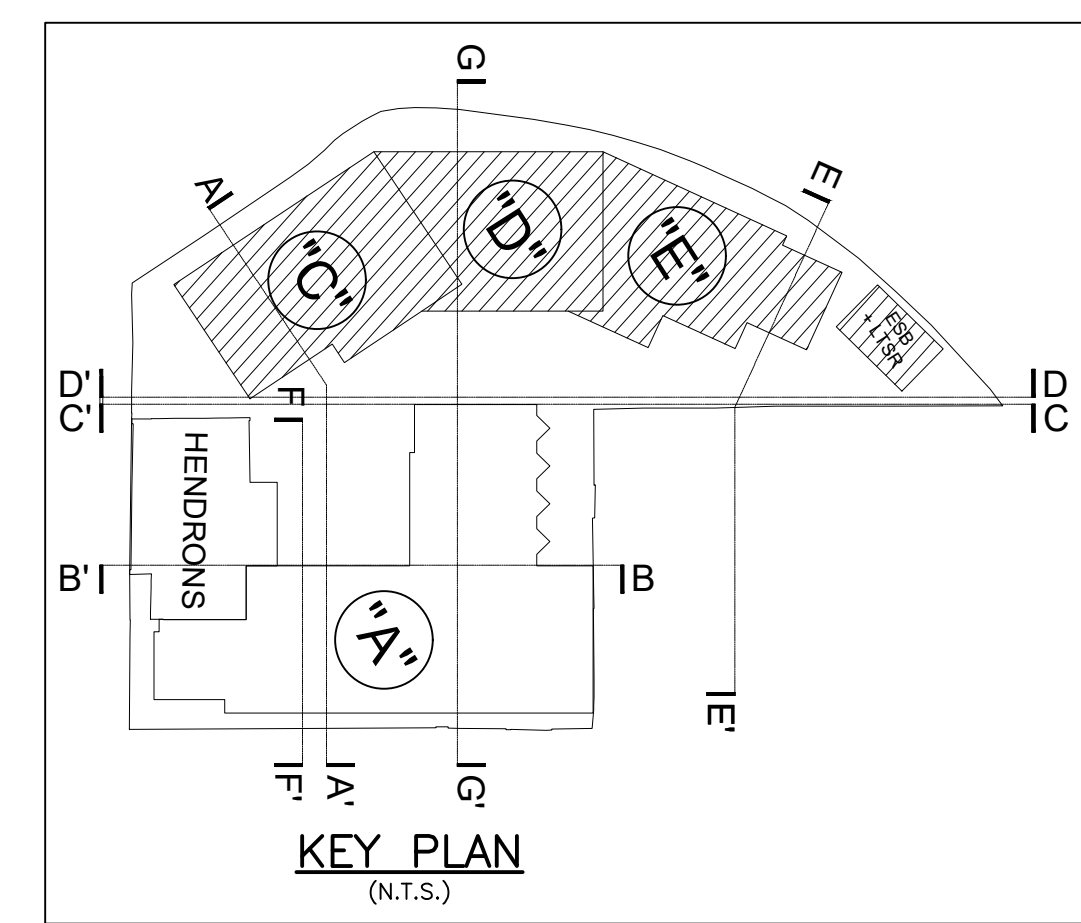 G
A
E
"C"
"D"
"E"
ESB
+ LTSR
D'
D
C'
C
F
HENDRONS
B'
B
"A"
E'
F'
A'
G'
KEY PLAN
(N.T.S.)